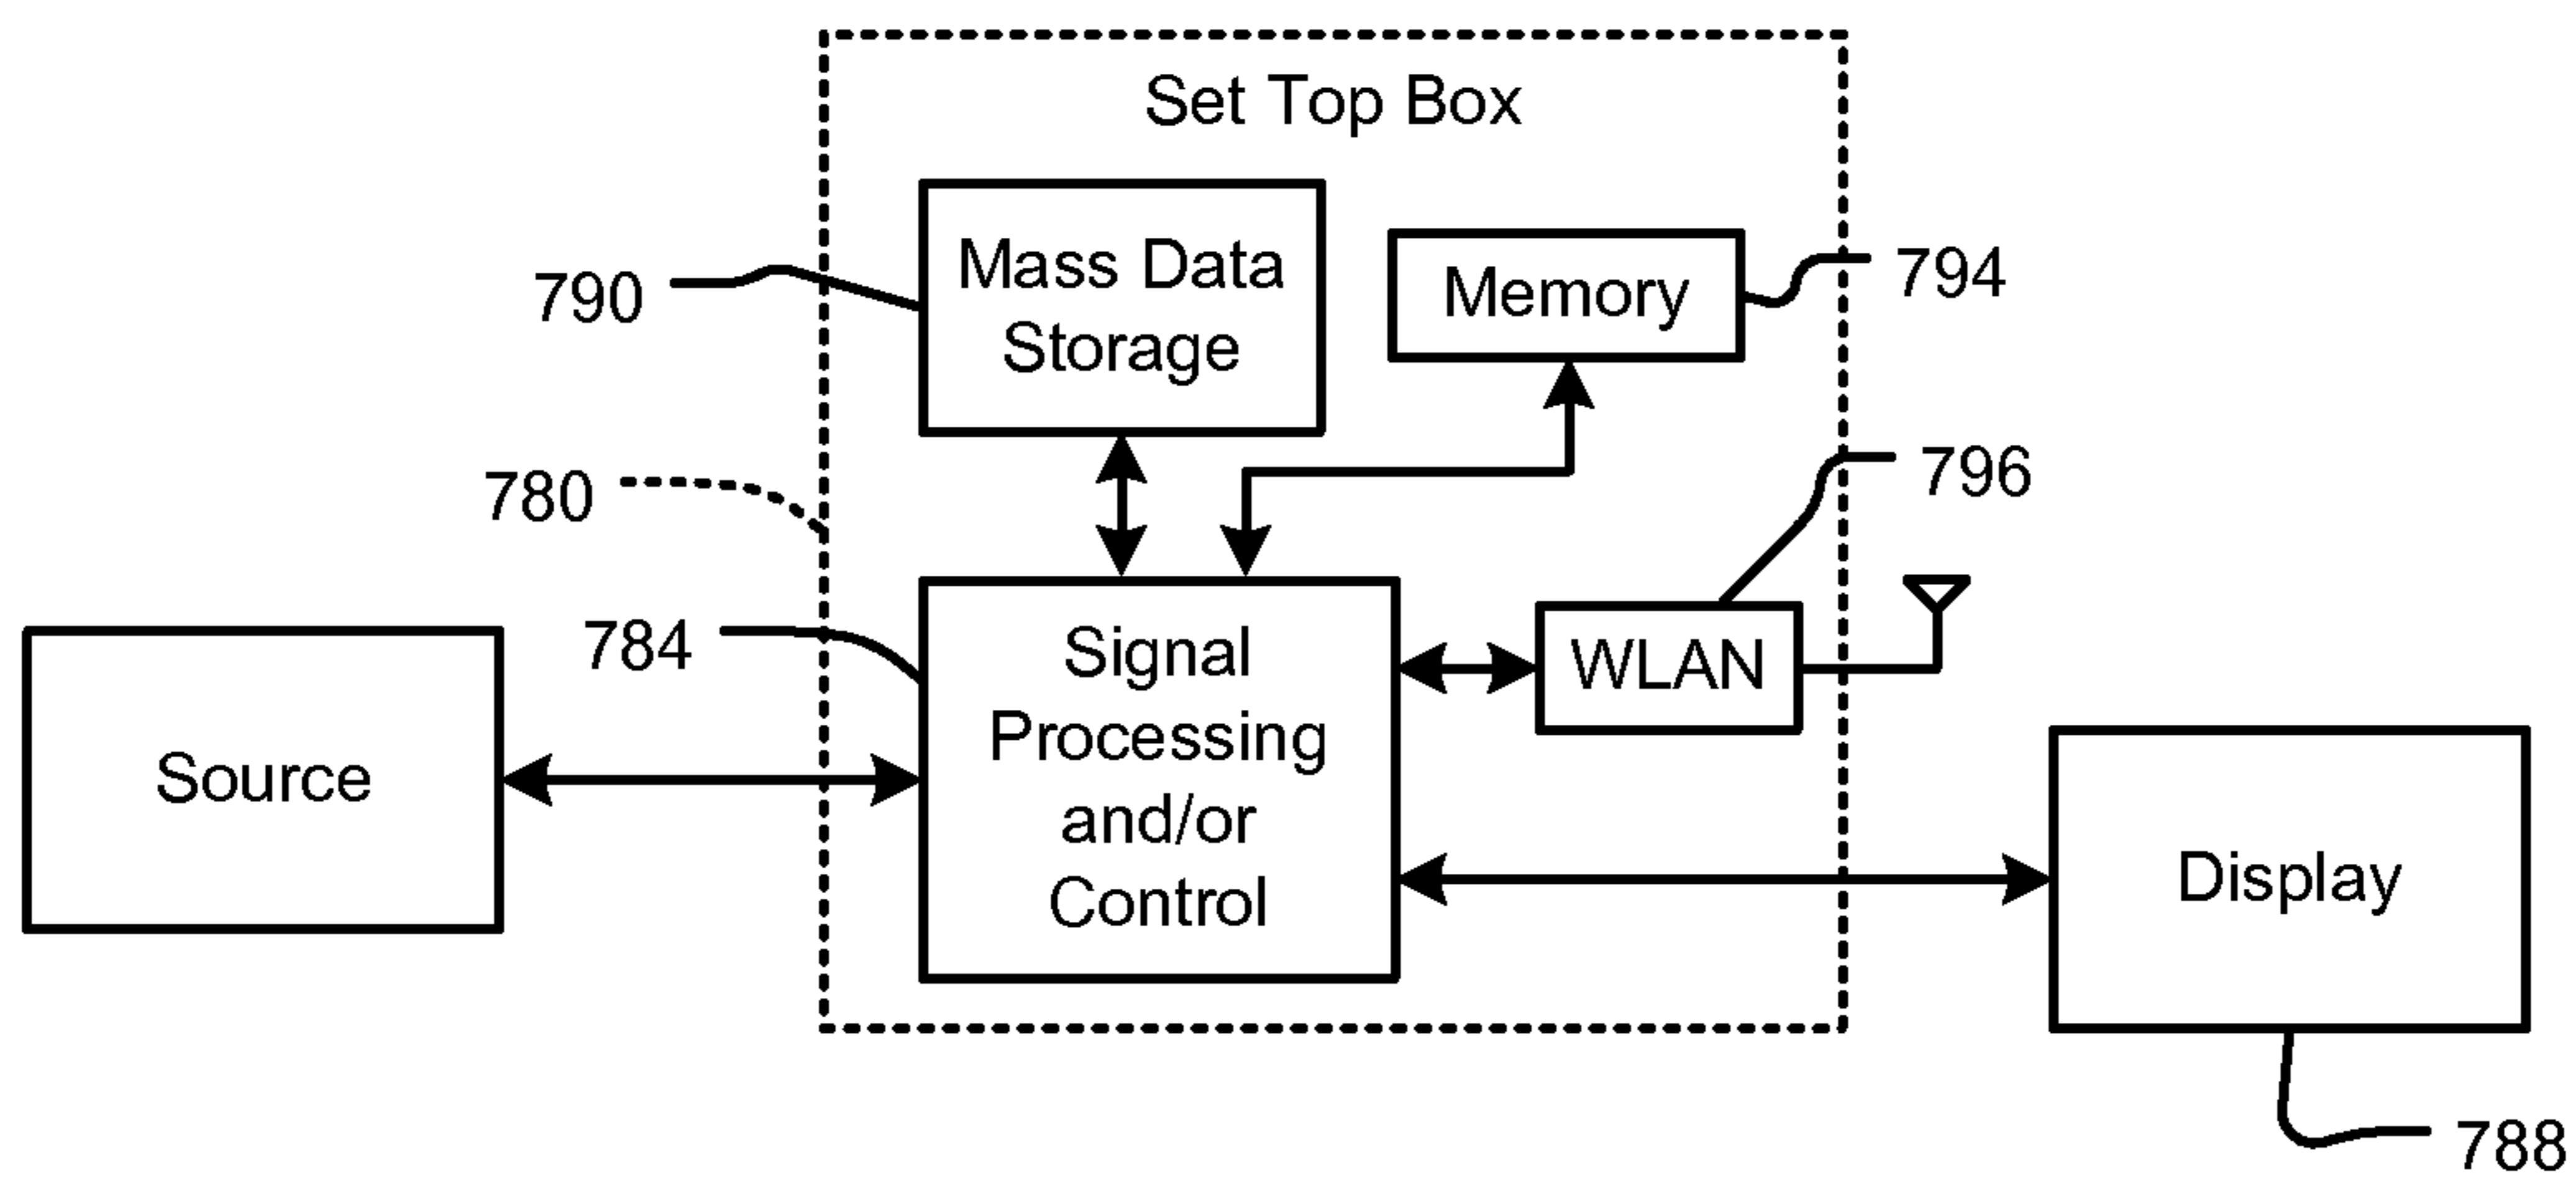 Set Top Box
790
Mass Data
Storage
Memory
794
780
796
784
Source
Signal
Processing
and/or
Control
WLAN
Display
788